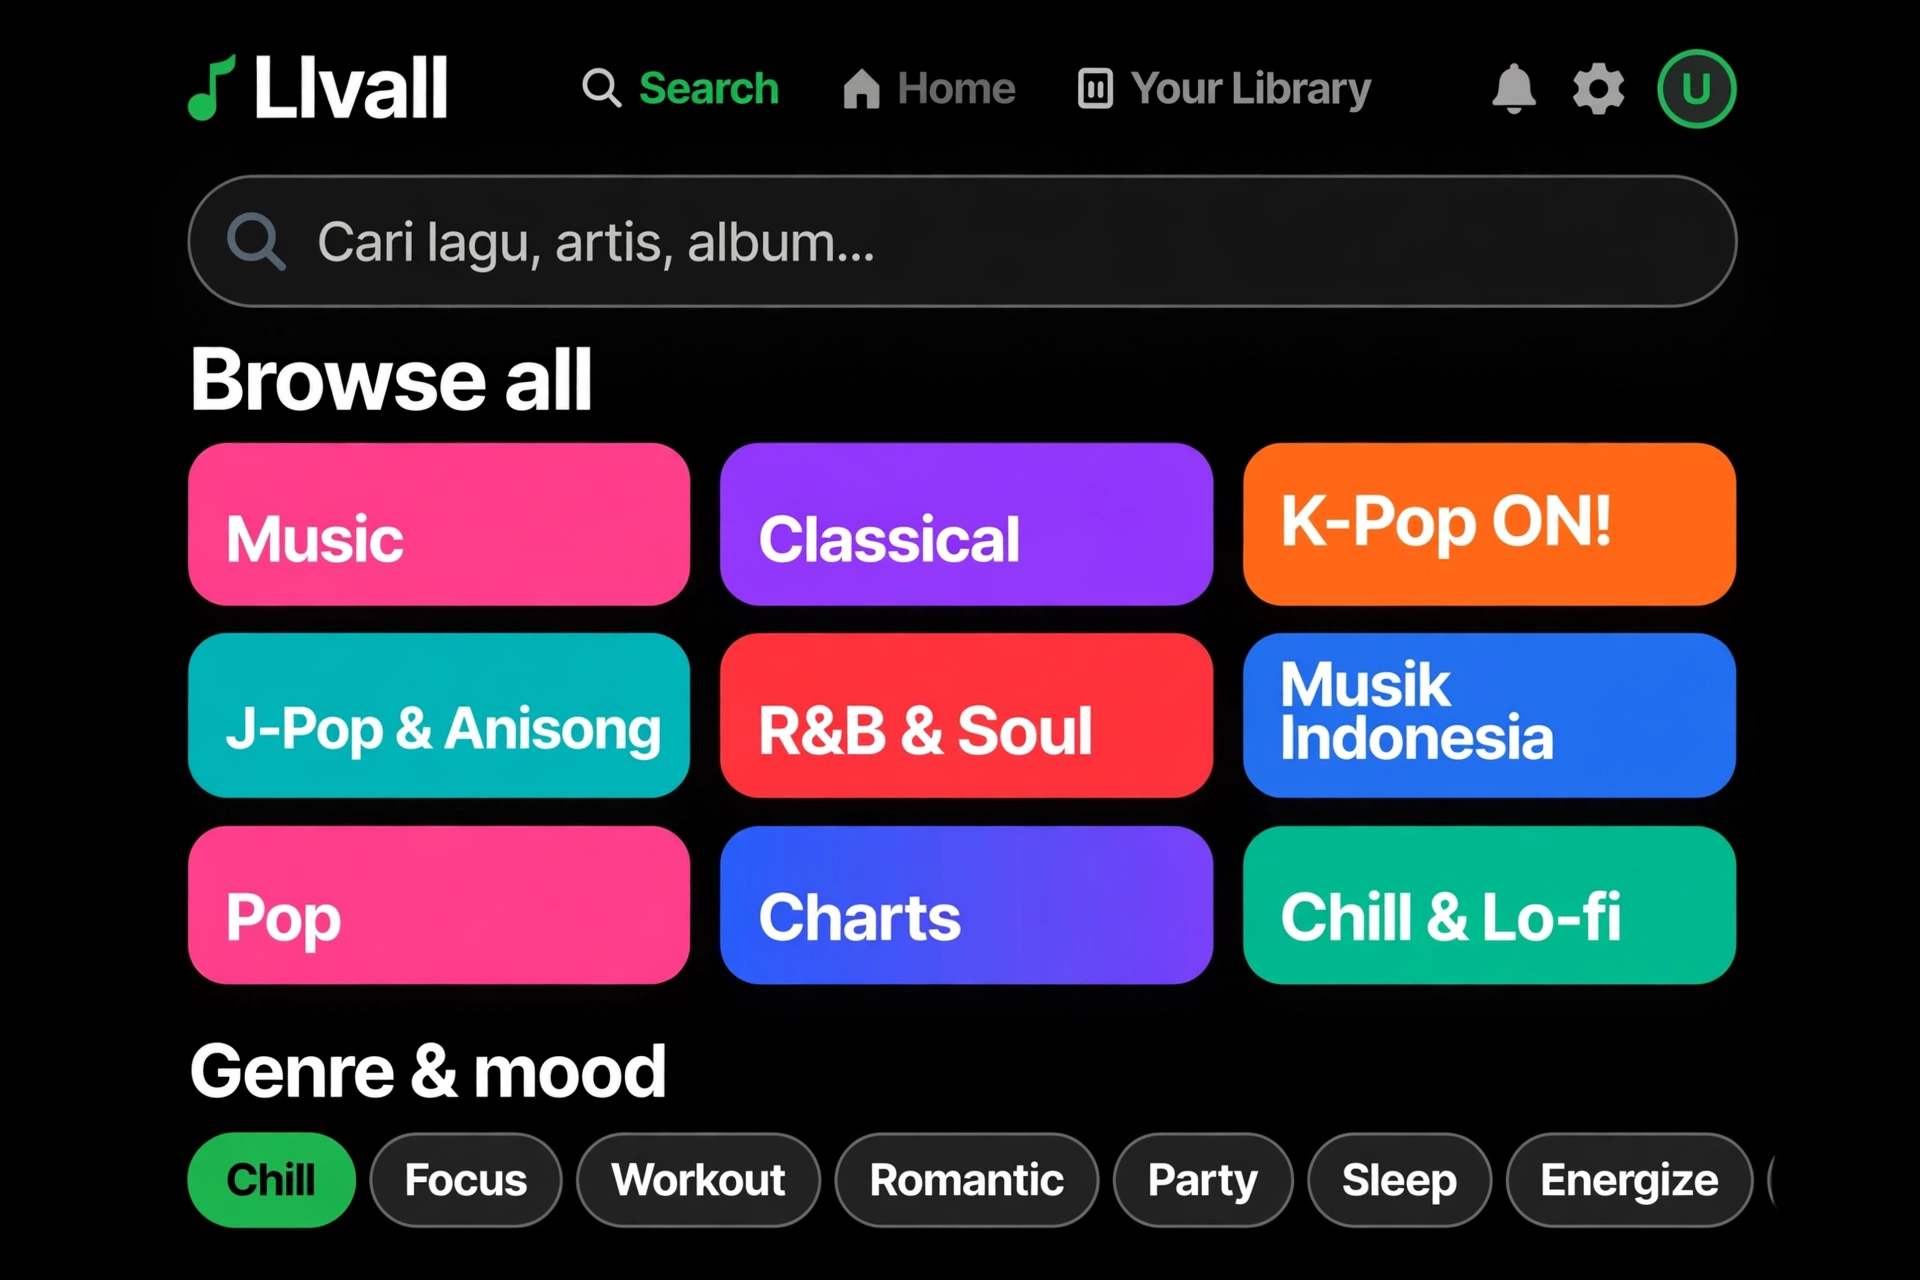 LIvall
Search
Home
Your Library
U
Cari lagu, artis, album...
Browse all
Music
Classical
K-Pop ON!
J-Pop & Anisong
R&B & Soul
Musik
Indonesia
Pop
Charts
Chill & Lo-fi
Genre & mood
Chill
Focus
Workout
Romantic
Party
Sleep
Energize